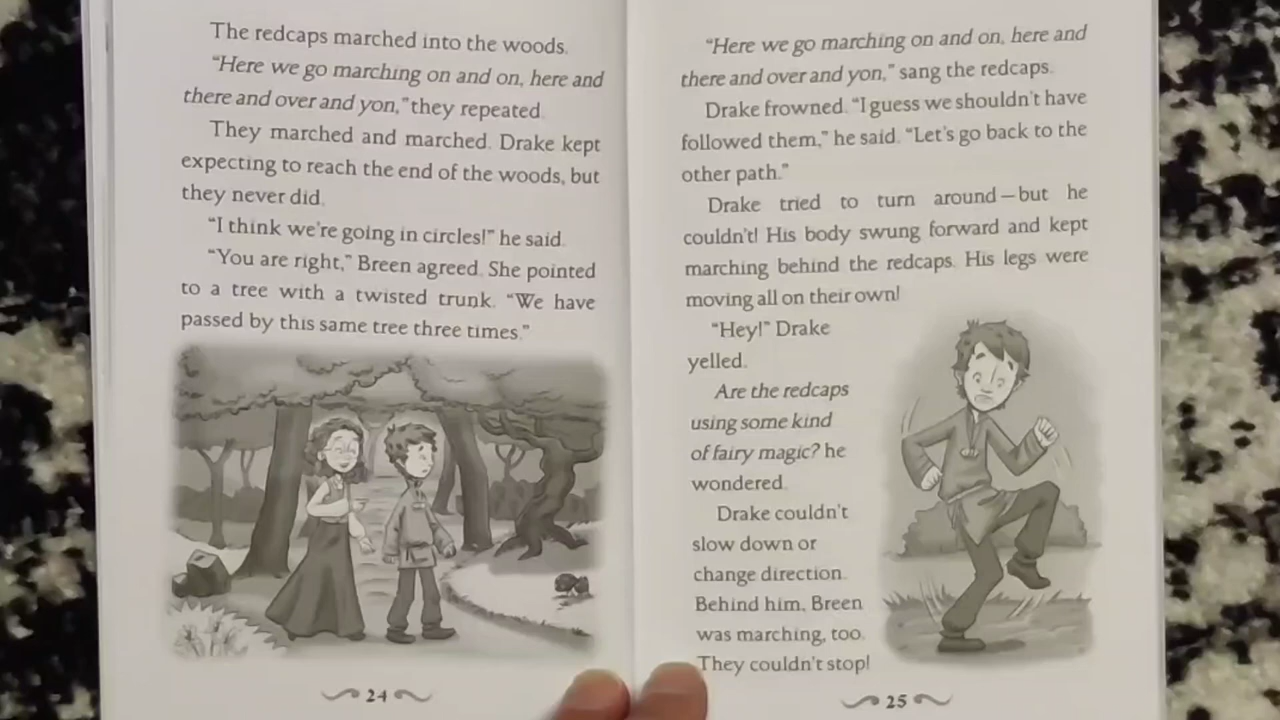 The redcaps marched into the woods.
"Here we go marching on and on, here and
there and over and yon," they repeated.
They marched and marched. Drake kept
expecting to reach the end of the woods, but
they never did.
"I think we're going in circles!" he said.
"You are right," Breen agreed. She pointed
to a tree with a twisted trunk. "We have
passed by this same tree three times."
24
"Here we go marching on and on, here and
there and over and yon," sang the redcaps.
Drake frowned. "I guess we shouldn't have
followed them," he said. "Let's go back to the
other path."
Drake tried to turn around—but he
couldn't! His body swung forward and kept
marching behind the redcaps. His legs were
moving all on their own!
"Hey!" Drake
yelled.
Are the redcaps
using some kind
of fairy magic? he
wondered.
Drake couldn't
slow down or
change direction.
Behind him, Breen
was marching, too.
They couldn't stop!
25